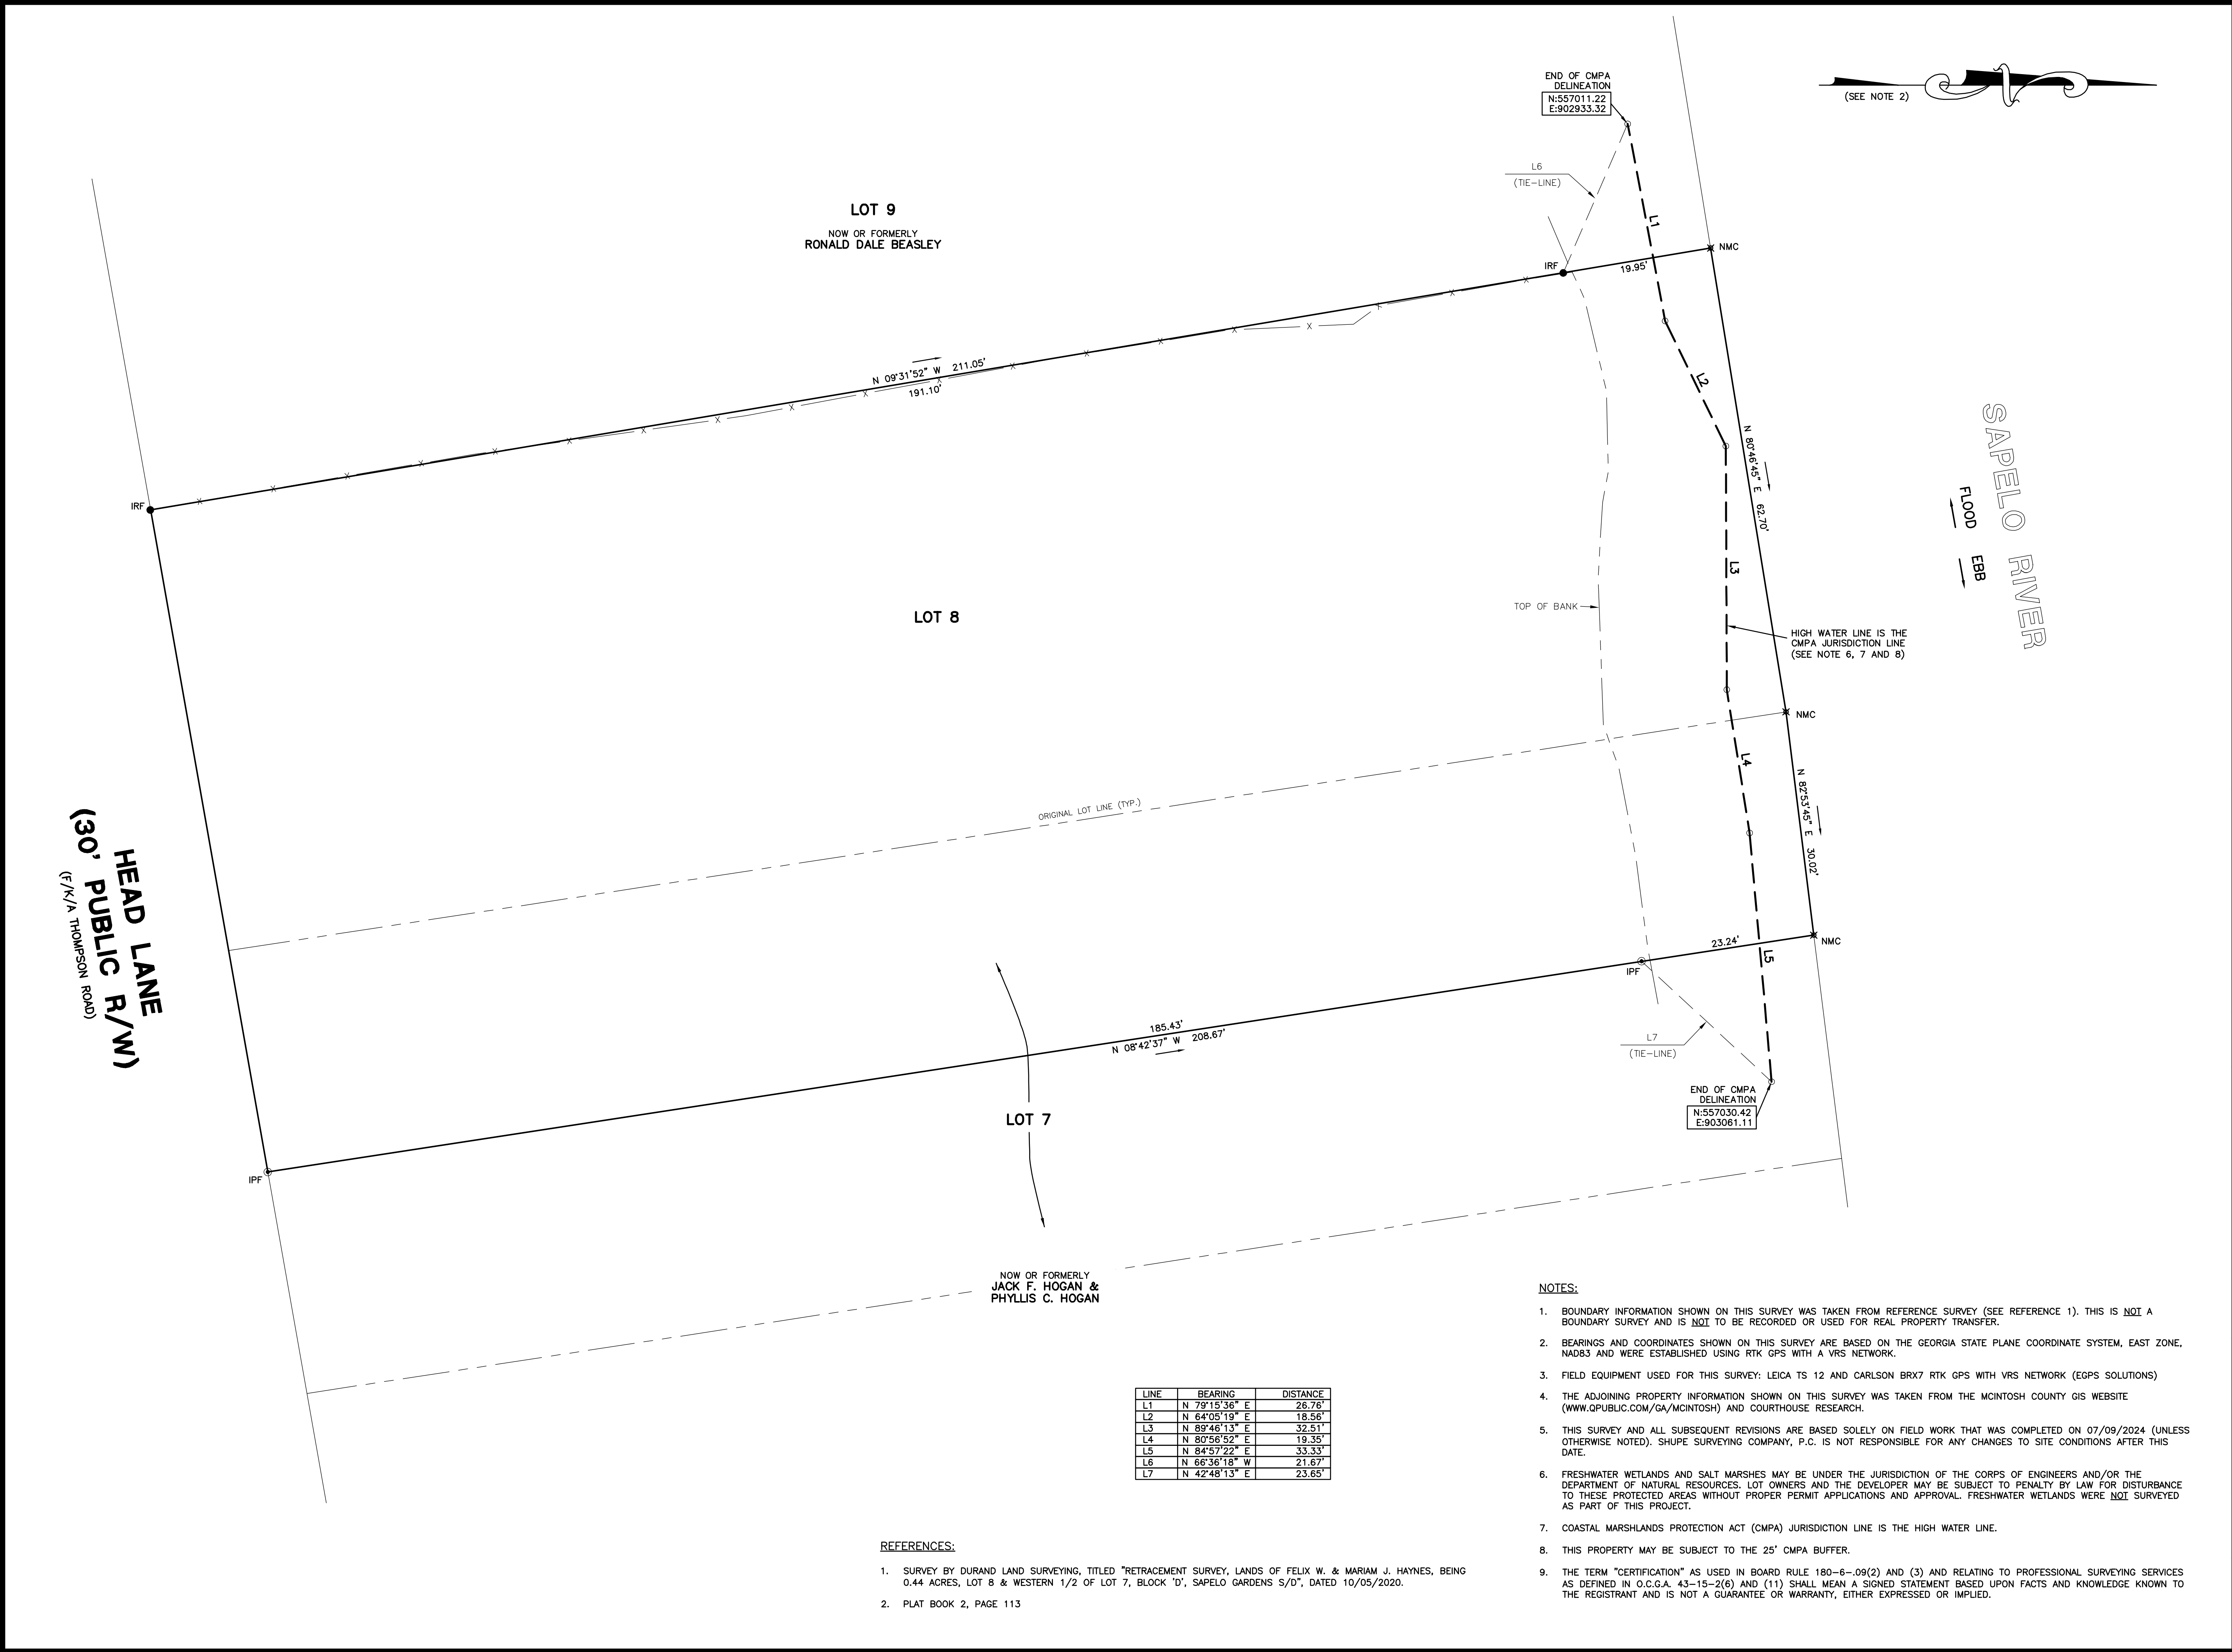 END OF CMPA
DELINEATION
N:557011.22
E:902933.32
(SEE NOTE 2)
N
L6
(TIE-LINE)
LOT 9
NOW OR FORMERLY
RONALD DALE BEASLEY
L1
NMC
IRF
19.95'
N 09°31'52" W 211.05'
191.10'
L2
N 80°46'45" E 62.70'
SAPELO RIVER
FLOOD
EBB
IRF
L3
LOT 8
TOP OF BANK
HIGH WATER LINE IS THE
CMPA JURISDICTION LINE
(SEE NOTE 6, 7 AND 8)
NMC
L4
N 82°53'45" E 30.02'
ORIGINAL LOT LINE (TYP.)
HEAD LANE
(30' PUBLIC R/W)
(F/K/A THOMPSON ROAD)
23.24'
NMC
L5
IPF
185.43'
N 08°42'37" W 208.67'
L7
(TIE-LINE)
END OF CMPA
DELINEATION
N:557030.42
E:903061.11
LOT 7
IPF
NOW OR FORMERLY
JACK F. HOGAN &
PHYLLIS C. HOGAN
LINE BEARING DISTANCE
L1 N 79°15'36" E 26.76'
L2 N 64°05'19" E 18.56'
L3 N 89°46'13" E 32.51'
L4 N 80°56'52" E 19.35'
L5 N 84°57'22" E 33.33'
L6 N 66°36'18" W 21.67'
L7 N 42°48'13" E 23.65'
REFERENCES:
1. SURVEY BY DURAND LAND SURVEYING, TITLED "RETRACEMENT SURVEY, LANDS OF FELIX W. & MARIAM J. HAYNES, BEING
0.44 ACRES, LOT 8 & WESTERN 1/2 OF LOT 7, BLOCK 'D', SAPELO GARDENS S/D", DATED 10/05/2020.
2. PLAT BOOK 2, PAGE 113
NOTES:
1. BOUNDARY INFORMATION SHOWN ON THIS SURVEY WAS TAKEN FROM REFERENCE SURVEY (SEE REFERENCE 1). THIS IS NOT A
BOUNDARY SURVEY AND IS NOT TO BE RECORDED OR USED FOR REAL PROPERTY TRANSFER.
2. BEARINGS AND COORDINATES SHOWN ON THIS SURVEY ARE BASED ON THE GEORGIA STATE PLANE COORDINATE SYSTEM, EAST ZONE,
NAD83 AND WERE ESTABLISHED USING RTK GPS WITH A VRS NETWORK.
3. FIELD EQUIPMENT USED FOR THIS SURVEY: LEICA TS 12 AND CARLSON BRX7 RTK GPS WITH VRS NETWORK (EGPS SOLUTIONS)
4. THE ADJOINING PROPERTY INFORMATION SHOWN ON THIS SURVEY WAS TAKEN FROM THE MCINTOSH COUNTY GIS WEBSITE
(WWW.QPUBLIC.COM/GA/MCINTOSH) AND COURTHOUSE RESEARCH.
5. THIS SURVEY AND ALL SUBSEQUENT REVISIONS ARE BASED SOLELY ON FIELD WORK THAT WAS COMPLETED ON 07/09/2024 (UNLESS
OTHERWISE NOTED). SHUPE SURVEYING COMPANY, P.C. IS NOT RESPONSIBLE FOR ANY CHANGES TO SITE CONDITIONS AFTER THIS
DATE.
6. FRESHWATER WETLANDS AND SALT MARSHES MAY BE UNDER THE JURISDICTION OF THE CORPS OF ENGINEERS AND/OR THE
DEPARTMENT OF NATURAL RESOURCES. LOT OWNERS AND THE DEVELOPER MAY BE SUBJECT TO PENALTY BY LAW FOR DISTURBANCE
TO THESE PROTECTED AREAS WITHOUT PROPER PERMIT APPLICATIONS AND APPROVAL. FRESHWATER WETLANDS WERE NOT SURVEYED
AS PART OF THIS PROJECT.
7. COASTAL MARSHLANDS PROTECTION ACT (CMPA) JURISDICTION LINE IS THE HIGH WATER LINE.
8. THIS PROPERTY MAY BE SUBJECT TO THE 25' CMPA BUFFER.
9. THE TERM "CERTIFICATION" AS USED IN BOARD RULE 180-6-.09(2) AND (3) AND RELATING TO PROFESSIONAL SURVEYING SERVICES
AS DEFINED IN O.C.G.A. 43-15-2(6) AND (11) SHALL MEAN A SIGNED STATEMENT BASED UPON FACTS AND KNOWLEDGE KNOWN TO
THE REGISTRANT AND IS NOT A GUARANTEE OR WARRANTY, EITHER EXPRESSED OR IMPLIED.